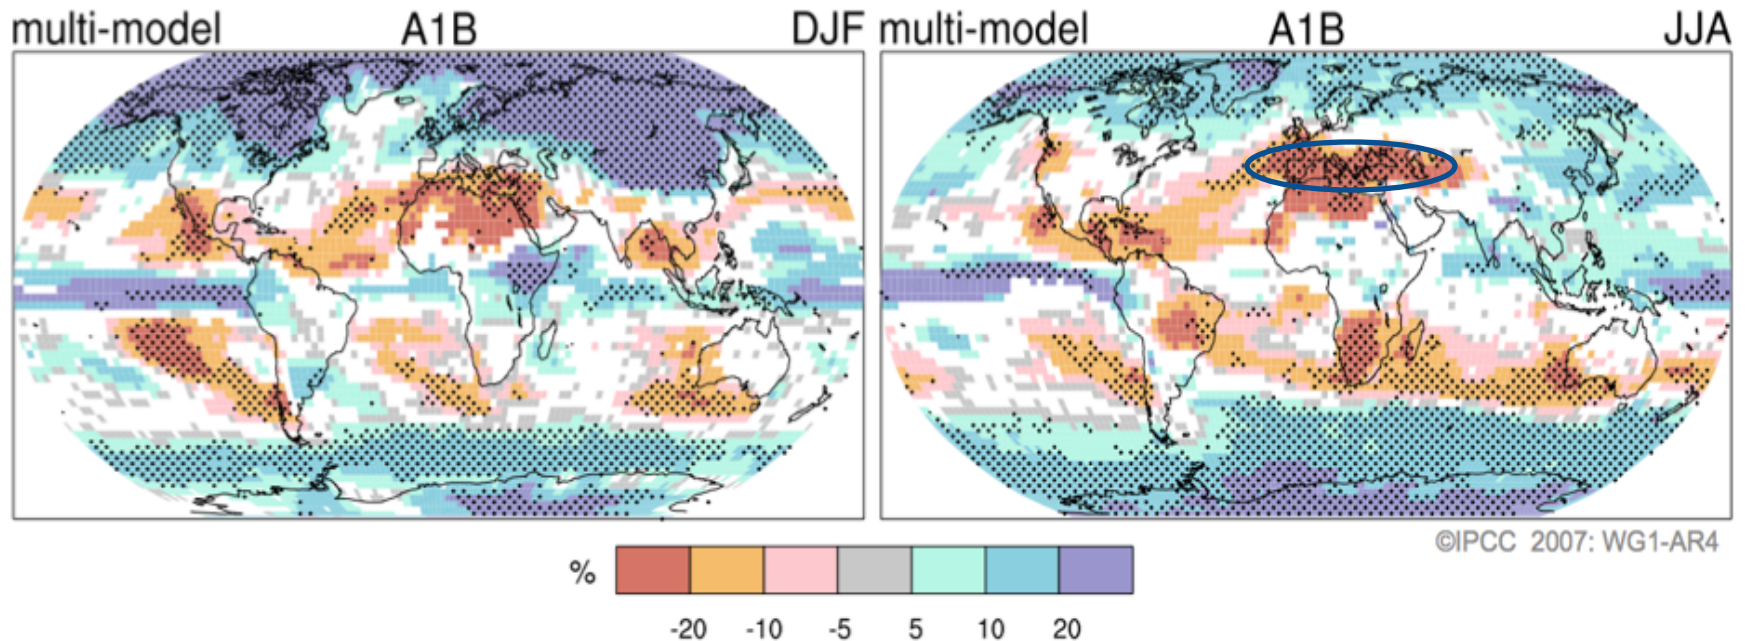 multi-model A1B DJF
multi-model A1B JJA
©IPCC 2007: WG1-AR4
%
-20 -10 -5 5 10 20